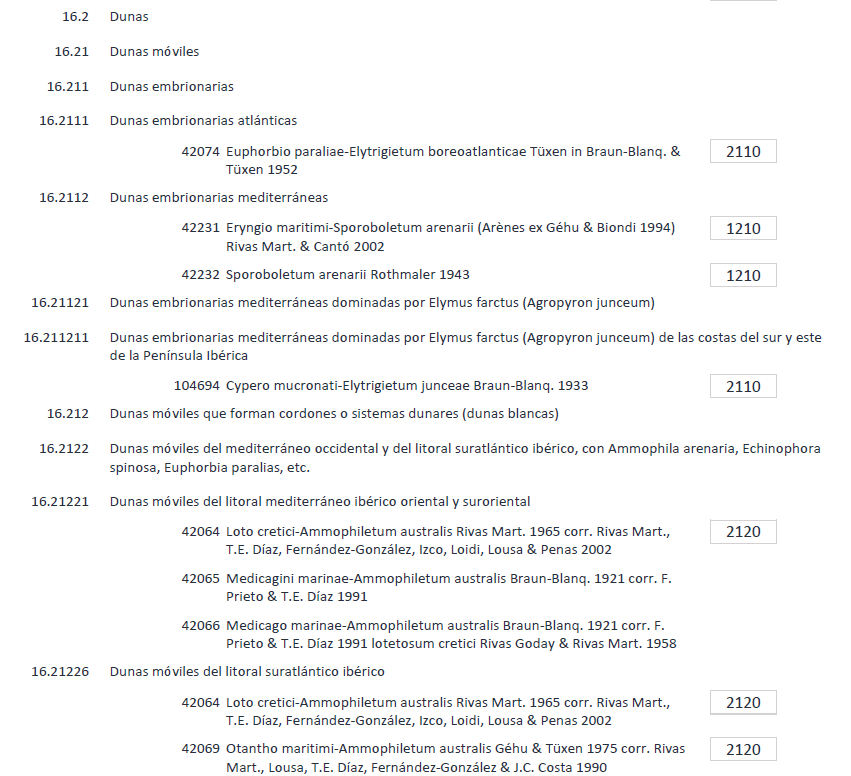 16.2 Dunas
16.21 Dunas móviles
16.211 Dunas embrionarias
16.2111 Dunas embrionarias atlánticas
42074 Euphorbio paraliae-Elytrigietum boreoatlanticae Tüxen in Braun-Blanq. & 2110
Tüxen 1952
16.2112 Dunas embrionarias mediterráneas
42231 Eryngio maritimi-Sporoboletum arenarii (Arènes ex Géhu & Biondi 1994) 1210
Rivas Mart. & Cantó 2002
42232 Sporoboletum arenarii Rothmaler 1943 1210
16.21121 Dunas embrionarias mediterráneas dominadas por Elymus farctus (Agropyron junceum)
16.211211 Dunas embrionarias mediterráneas dominadas por Elymus farctus (Agropyron junceum) de las costas del sur y este
de la Península Ibérica
104694 Cypero mucronati-Elytrigietum junceae Braun-Blanq. 1933 2110
16.212 Dunas móviles que forman cordones o sistemas dunares (dunas blancas)
16.2122 Dunas móviles del mediterráneo occidental y del litoral suratlántico ibérico, con Ammophila arenaria, Echinophora
spinosa, Euphorbia paralias, etc.
16.21221 Dunas móviles del litoral mediterráneo ibérico oriental y suroriental
42064 Loto cretici-Ammophiletum australis Rivas Mart. 1965 corr. Rivas Mart., 2120
T.E. Díaz, Fernández-González, Izco, Loidi, Lousa & Penas 2002
42065 Medicagini marinae-Ammophiletum australis Braun-Blanq. 1921 corr. F.
Prieto & T.E. Díaz 1991
42066 Medicago marinae-Ammophiletum australis Braun-Blanq. 1921 corr. F.
Prieto & T.E. Díaz 1991 lotetosum cretici Rivas Goday & Rivas Mart. 1958
16.21226 Dunas móviles del litoral suratlántico ibérico
42064 Loto cretici-Ammophiletum australis Rivas Mart. 1965 corr. Rivas Mart., 2120
T.E. Díaz, Fernández-González, Izco, Loidi, Lousa & Penas 2002
42069 Otantho maritimi-Ammophiletum australis Géhu & Tüxen 1975 corr. Rivas 2120
Mart., Lousa, T.E. Díaz, Fernández-González & J.C. Costa 1990